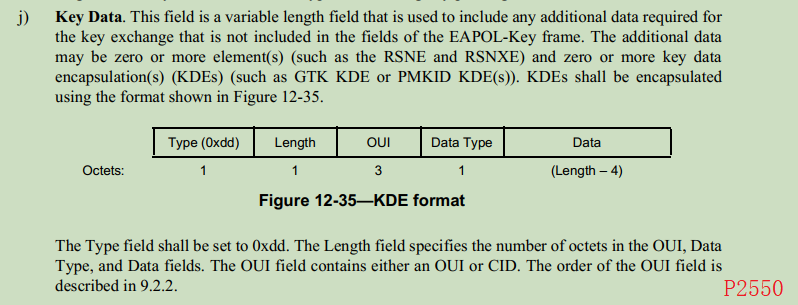 j) Key Data. This field is a variable length field that is used to include any additional data required for
the key exchange that is not included in the fields of the EAPOL-Key frame. The additional data
may be zero or more element(s) (such as the RSNE and RSNXE) and zero or more key data
encapsulation(s) (KDEs) (such as GTK KDE or PMKID KDE(s)). KDEs shall be encapsulated
using the format shown in Figure 12-35.
Type (0xdd) Length OUI Data Type Data
Octets: 1 1 3 1 (Length – 4)
Figure 12-35—KDE format
The Type field shall be set to 0xdd. The Length field specifies the number of octets in the OUI, Data
Type, and Data fields. The OUI field contains either an OUI or CID. The order of the OUI field is
described in 9.2.2.
P2550